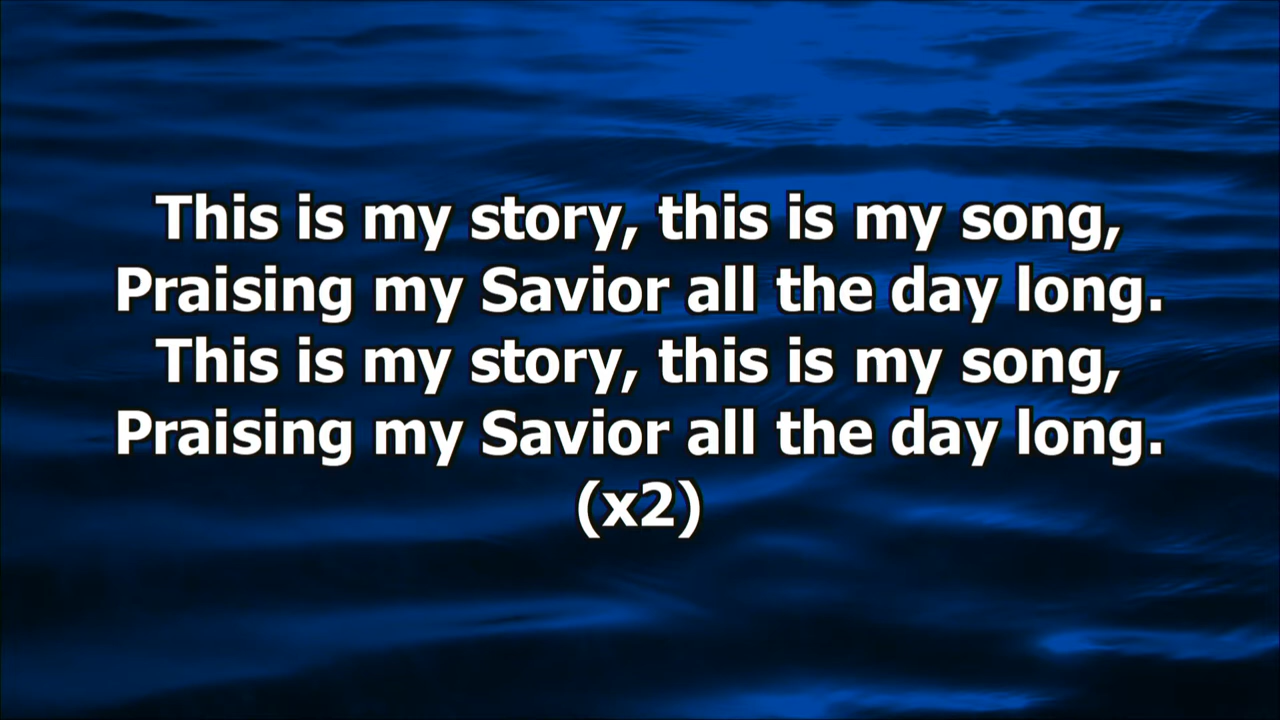 This is my story, this is my song,
Praising my Savior all the day long.
This is my story, this is my song,
Praising my Savior all the day long.
(x2)